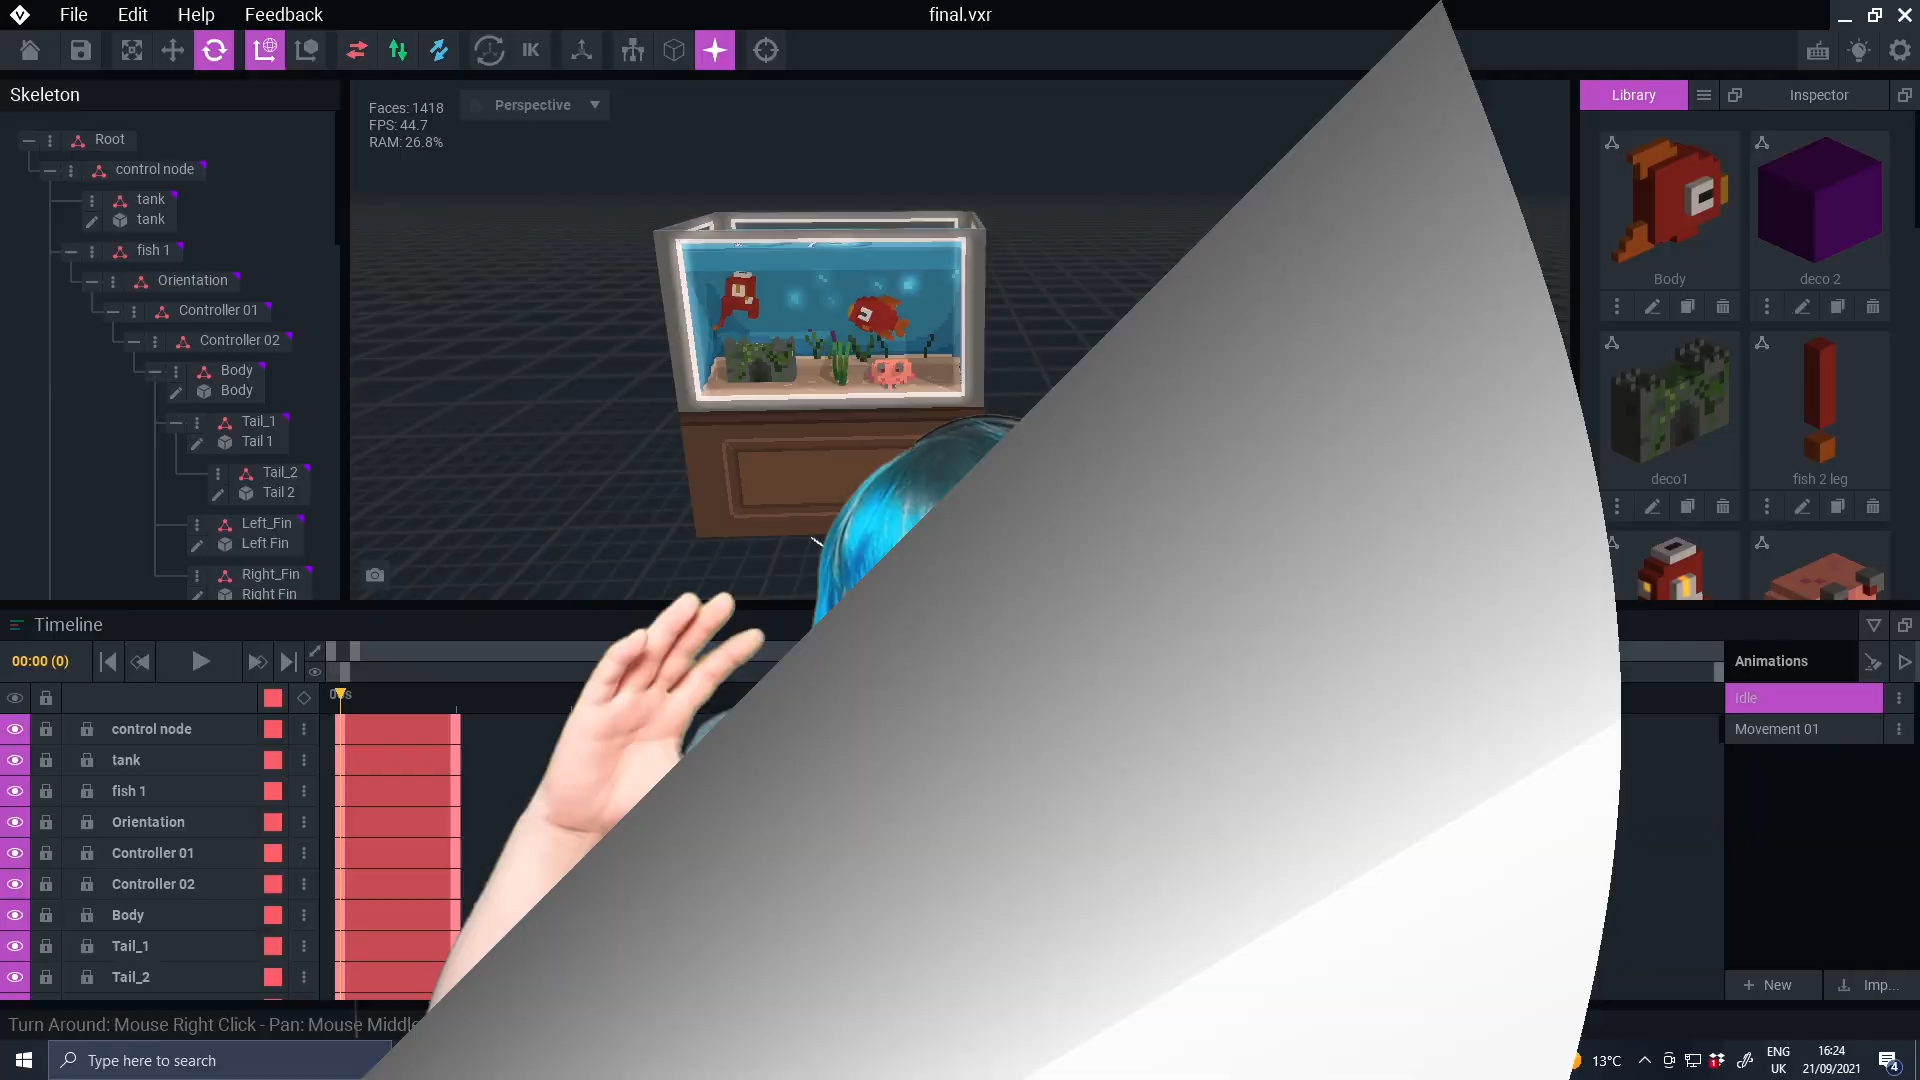 File Edit Help Feedback
final.vxr
IK
Skeleton
Root
control node
tank
tank
fish 1
Orientation
Controller 01
Controller 02
Body
Body
Tail_1
Tail 1
Tail_2
Tail 2
Left_Fin
Left Fin
Right_Fin
Right Fin
Faces: 1418
FPS: 44.7
RAM: 26.8%
Perspective
Library
Inspector
Body
deco 2
deco1
fish 2 leg
Timeline
00:00 (0)
control node
tank
fish 1
Orientation
Controller 01
Controller 02
Body
Tail_1
Tail_2
Animations
Idle
Movement 01
New
Imp...
Turn Around: Mouse Right Click - Pan: Mouse Middle
Type here to search
13°C
1
ENG
UK
16:24
21/09/2021
4